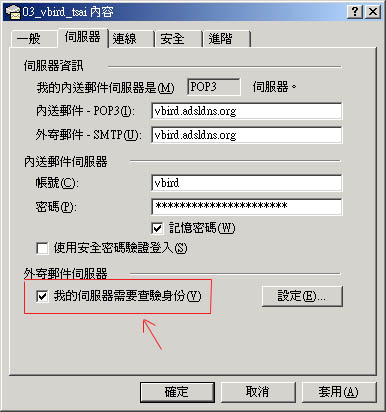 03_vbird_tsai 內容
一般 伺服器 連線 安全 進階
伺服器資訊
我的內送郵件伺服器是(M) POP3 伺服器。
內送郵件 - POP3(I): vbird.adsldns.org
外寄郵件 - SMTP(U): vbird.adsldns.org
內送郵件伺服器
帳號(C): vbird
密碼(P): **********************
記憶密碼(W)
使用安全密碼驗證登入(S)
外寄郵件伺服器
我的伺服器需要查驗身份(V) 設定(E)...
確定 取消 套用(A)